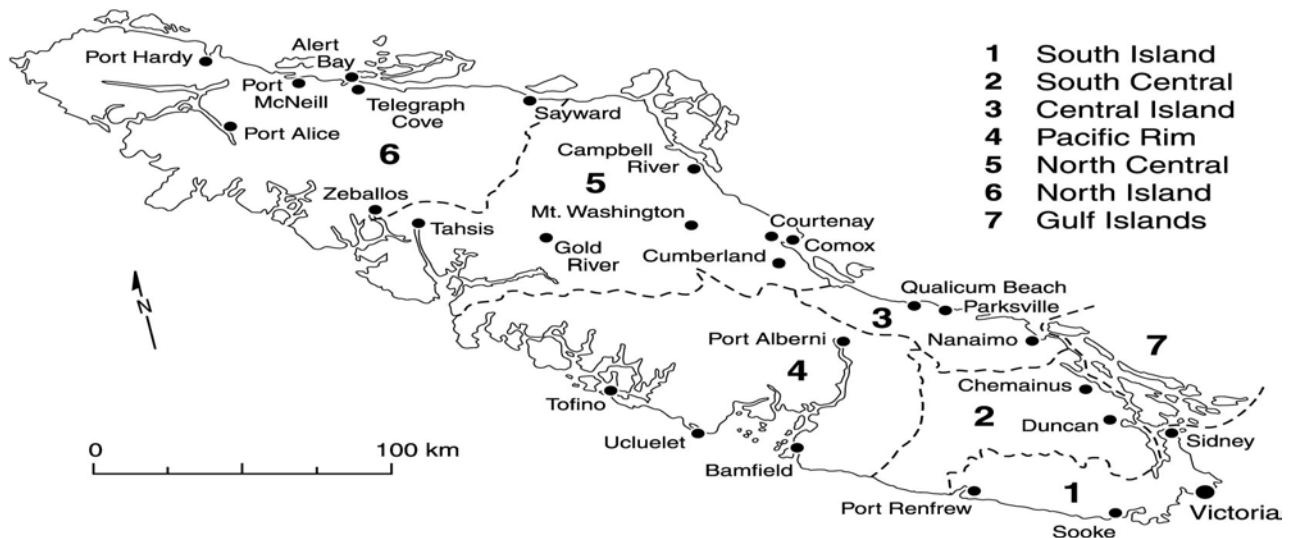 Port Hardy
Alert
Bay
Port
McNeill
Telegraph
Cove
Port Alice
Sayward
6
Campbell
River
5
Zeballos
Tahsis
Mt. Washington
Gold
River
Courtenay
Comox
Cumberland
Qualicum Beach
Parksville
3
Nanaimo
Port Alberni
4
7
Chemainus
2
Duncan
Sidney
Tofino
Ucluelet
Bamfield
Port Renfrew
1
Sooke
Victoria
N
0 100 km
1 South Island
2 South Central
3 Central Island
4 Pacific Rim
5 North Central
6 North Island
7 Gulf Islands